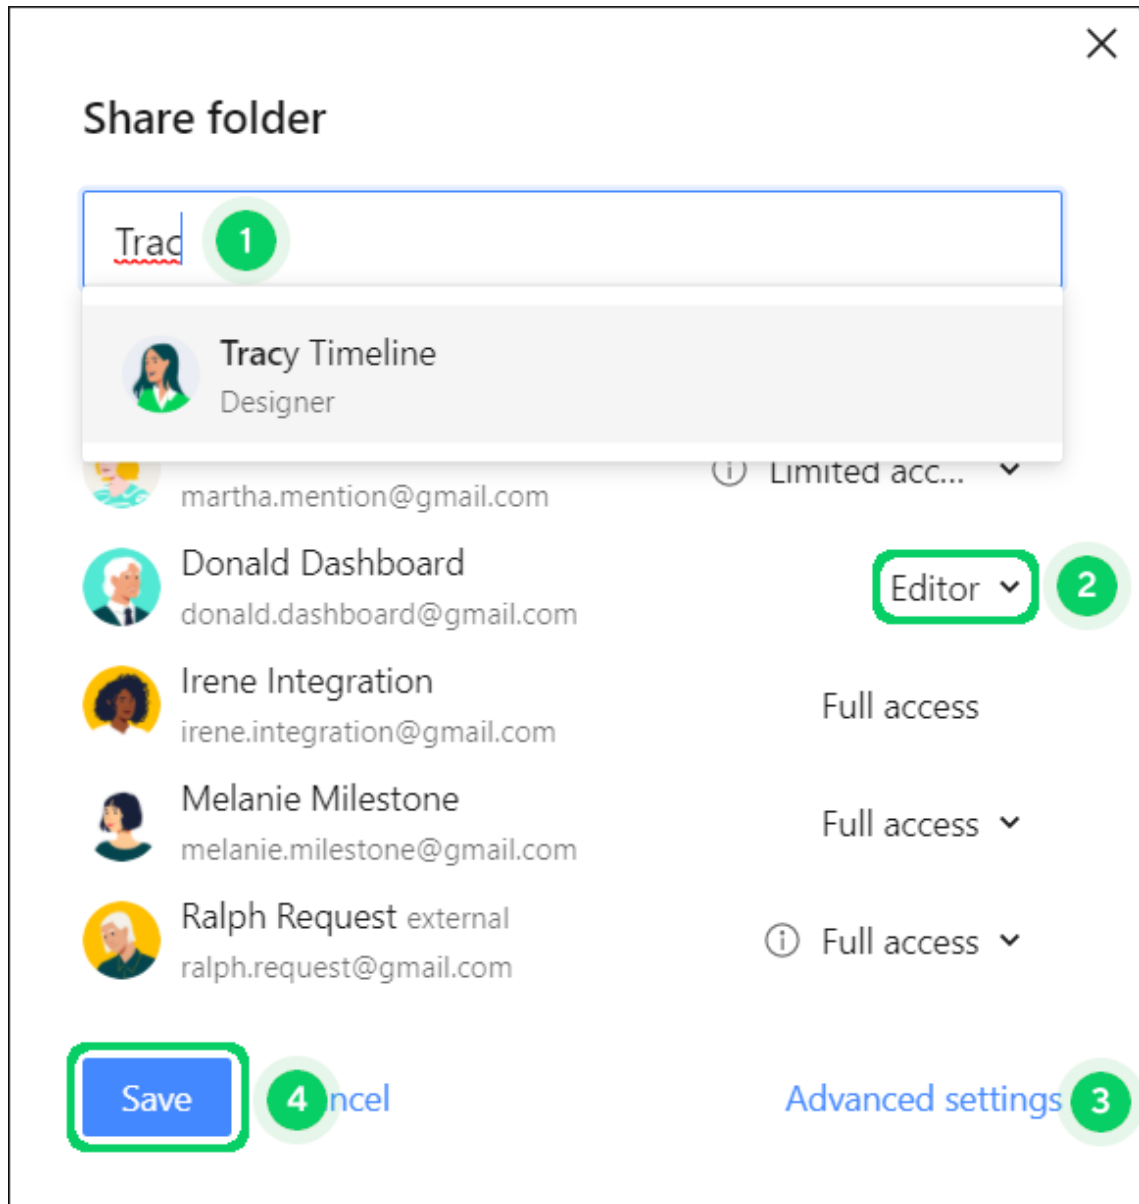 Share folder
Trac 1
Tracy Timeline
Designer
martha.mention@gmail.com
Limited acc...
Donald Dashboard
donald.dashboard@gmail.com
Editor 2
Irene Integration
irene.integration@gmail.com
Full access
Melanie Milestone
melanie.milestone@gmail.com
Full access
Ralph Request external
ralph.request@gmail.com
Full access
Save 4 ncel
Advanced settings 3